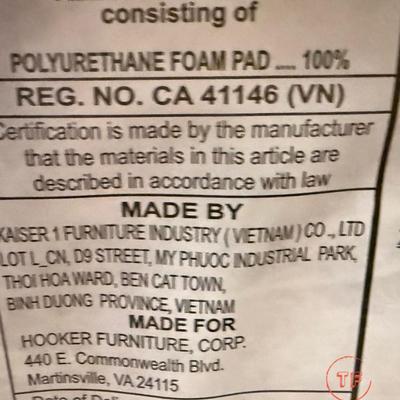 consisting of
POLYURETHANE FOAM PAD .... 100%
REG. NO. CA 41146 (VN)
Certification is made by the manufacturer
that the materials in this article are
described in accordance with law
MADE BY
KAISER 1 FURNITURE INDUSTRY ( VIETNAM ) CO ., LTD
LOT L_CN, D9 STREET, MY PHUOC INDUSTRIAL PARK,
THOI HOA WARD, BEN CAT TOWN,
BINH DUONG PROVINCE, VIETNAM
MADE FOR
HOOKER FURNITURE, CORP.
440 E. Commonwealth Blvd.
Martinsville, VA 24115
TF